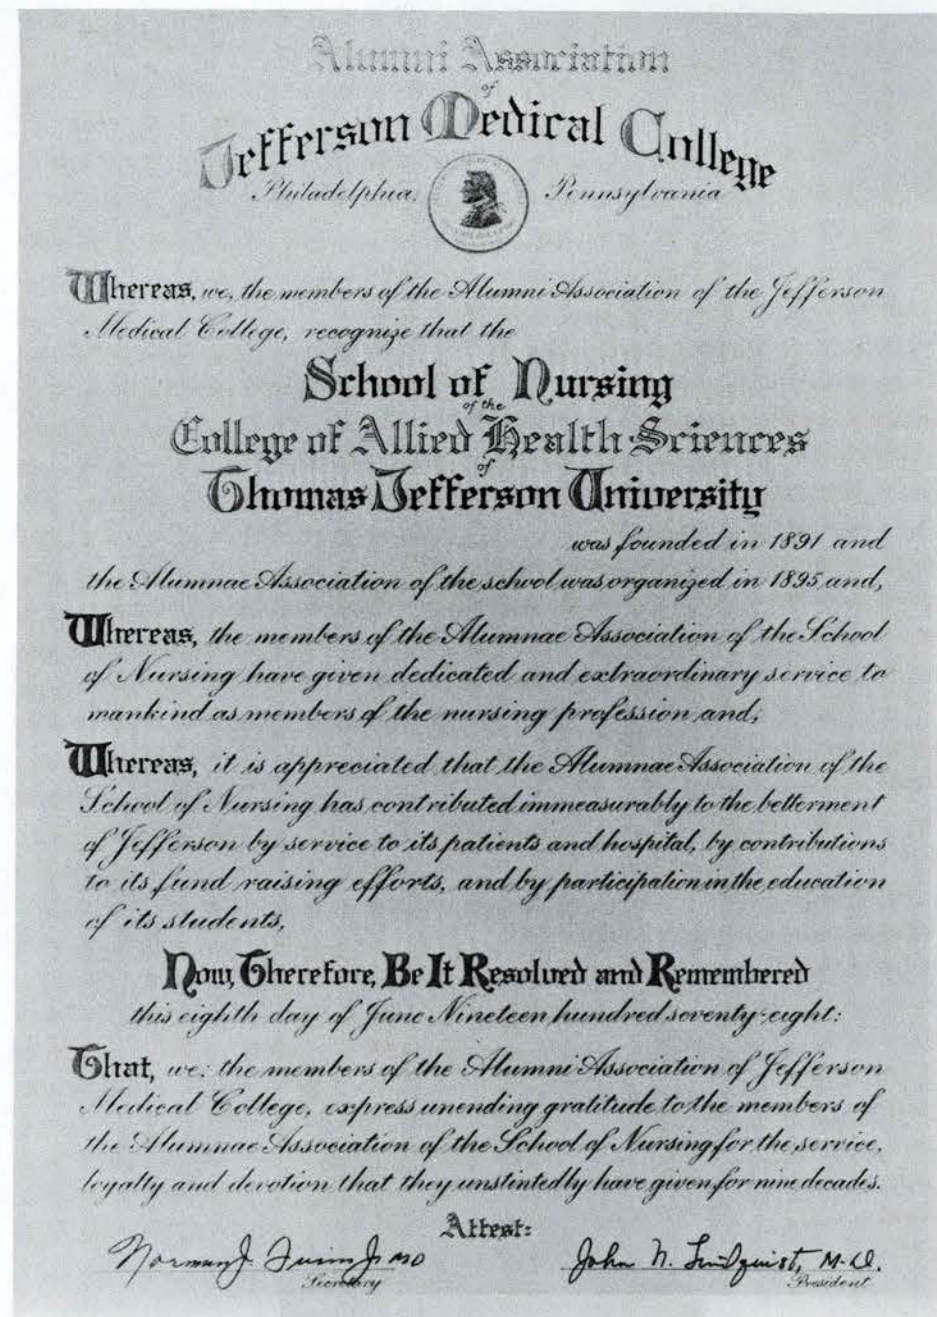 Alumni Association
of
Jefferson Medical College
Philadelphia, Pennsylvania
Whereas, we, the members of the Alumni Association of the Jefferson
Medical College, recognize that the
School of Nursing
of the
College of Allied Health Sciences
of
Thomas Jefferson University
was founded in 1891 and
the Alumnae Association of the school was organized in 1895 and,
Whereas, the members of the Alumnae Association of the School
of Nursing have given dedicated and extraordinary service to
mankind as members of the nursing profession and;
Whereas, it is appreciated that the Alumnae Association of the
School of Nursing has contributed immeasurably to the betterment
of Jefferson by service to its patients and hospital, by contributions
to its fund raising efforts, and by participation in the education
of its students,
Now, Therefore, Be It Resolved and Remembered
this eighth day of June Nineteen hundred seventy-eight:
That, we, the members of the Alumni Association of Jefferson
Medical College, express unending gratitude to the members of
the Alumnae Association of the School of Nursing for the service,
loyalty and devotion that they unstintedly have given for nine decades.
Attest:
Norman J. Jr. MD John N. Lindquist, M.D.
Secretary President